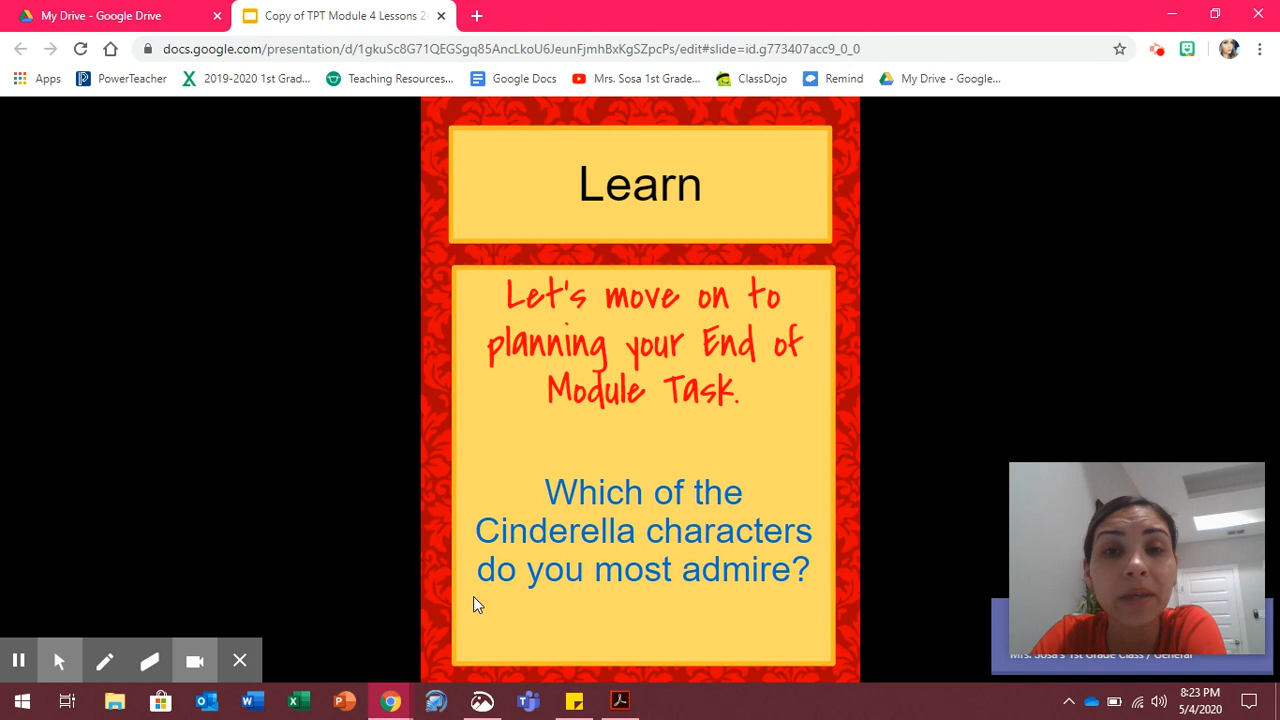 My Drive - Google Drive
Copy of TPT Module 4 Lessons 2
docs.google.com/presentation/d/1gkuSc8G71QEGSgq85AncLkoU6JeunFjmhBxKgSZpcPs/edit#slide=id.g773407acc9_0_0
Apps PowerTeacher 2019-2020 1st Grad... Teaching Resources... Google Docs Mrs. Sosa 1st Grade... ClassDojo Remind My Drive - Google...
Learn
Let's move on to
planning your End of
Module Task.
Which of the
Cinderella characters
do you most admire?
Mrs. Sosa's 1st Grade Class / General
8:23 PM
5/4/2020